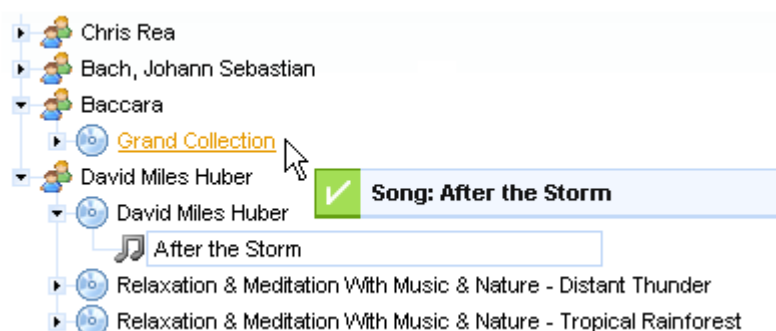 Chris Rea
Bach, Johann Sebastian
Baccara
Grand Collection
David Miles Huber
Song: After the Storm
David Miles Huber
After the Storm
Relaxation & Meditation With Music & Nature - Distant Thunder
Relaxation & Meditation With Music & Nature - Tropical Rainforest